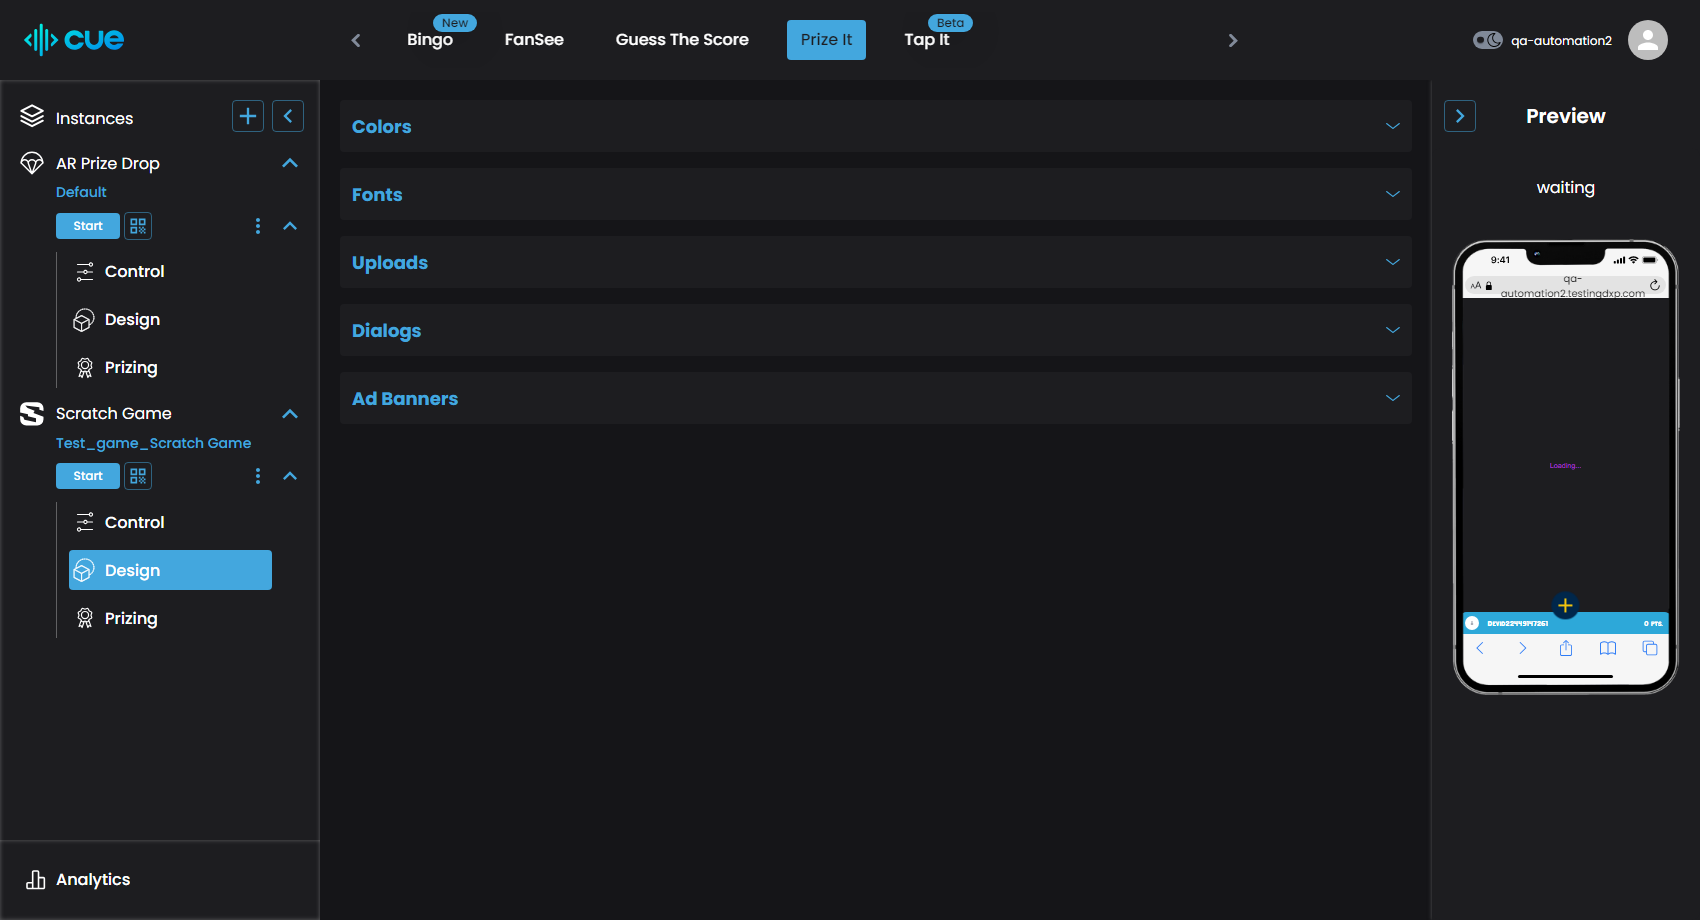 cue
New
Bingo
FanSee
Guess The Score
Prize It
Beta
Tap It
qa-automation2
Instances
AR Prize Drop
Default
Start
Control
Design
Prizing
Scratch Game
Test_game_Scratch Game
Start
Control
Design
Prizing
Analytics
Colors
Fonts
Uploads
Dialogs
Ad Banners
Preview
waiting
9:41
AA
qa-
automation2.testingdxp.com
Loading...
0 PTS.